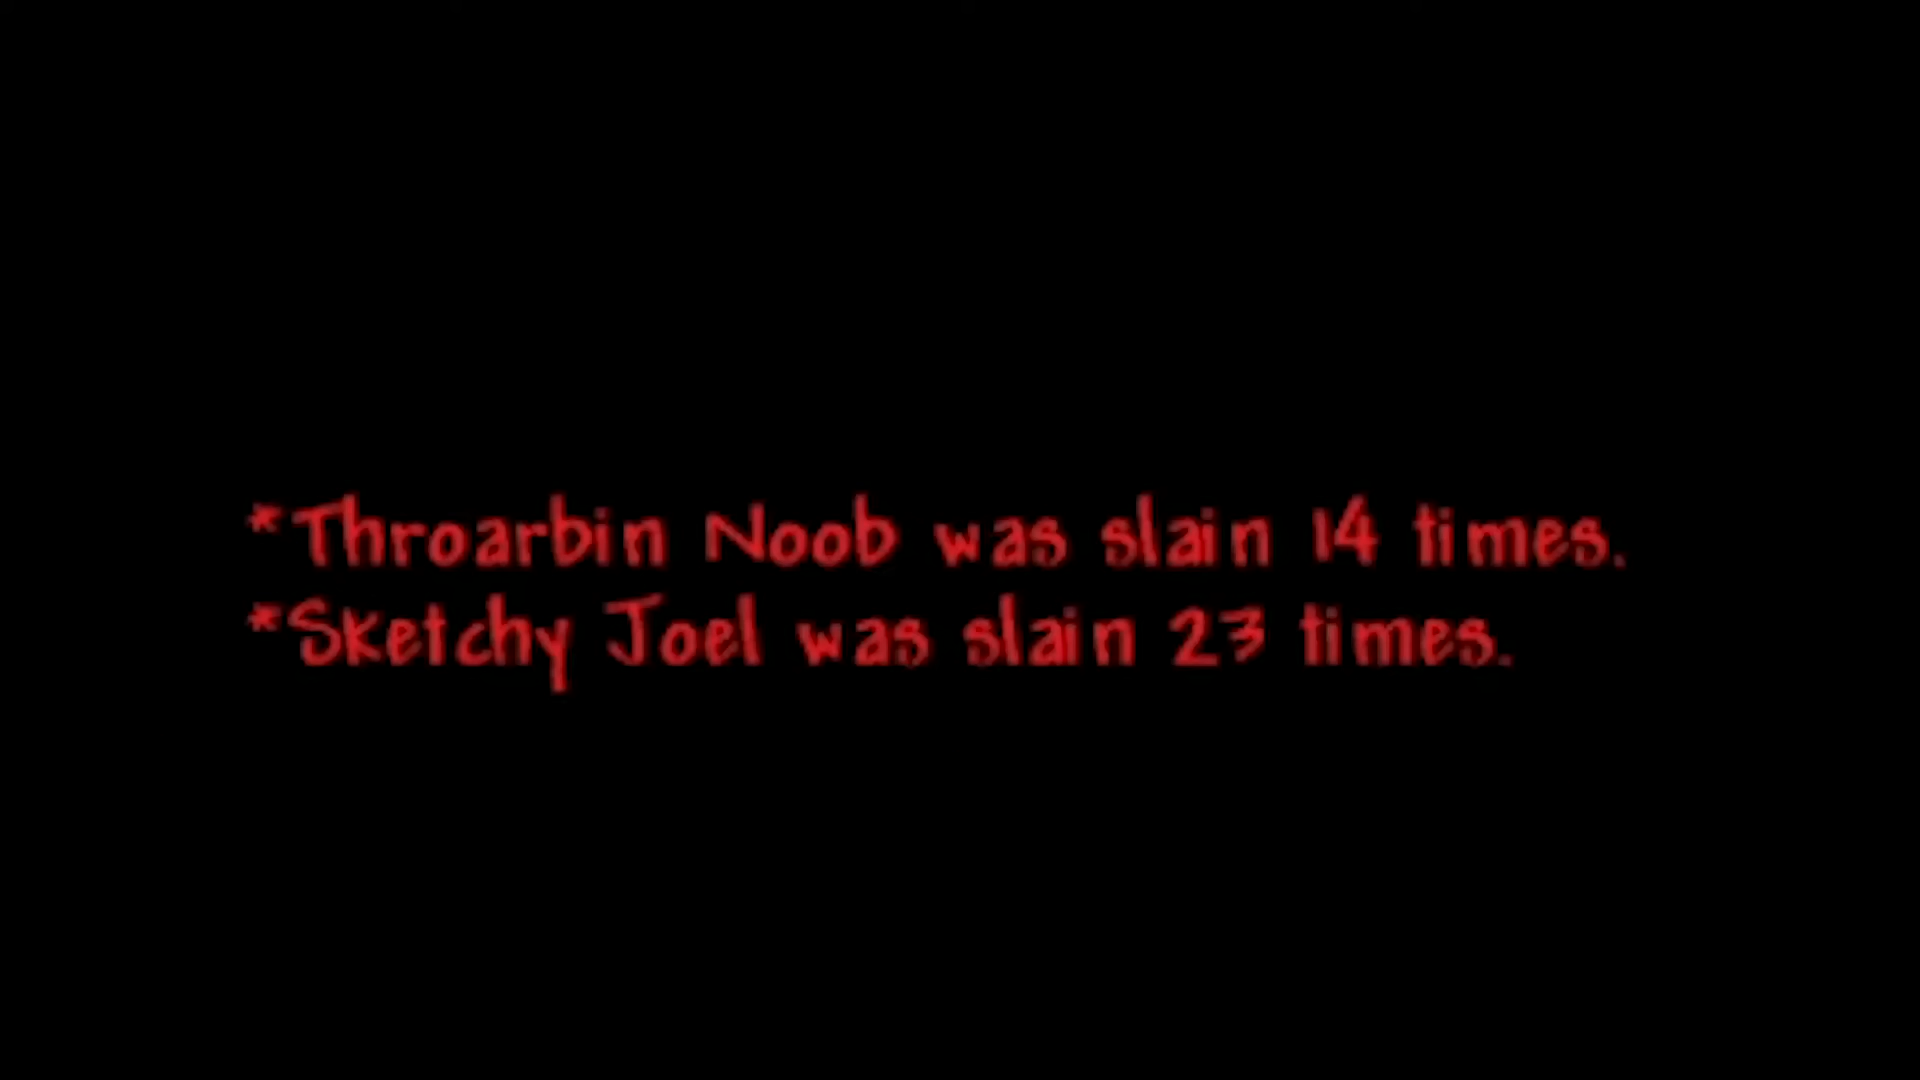 *Throarbin Noob was slain 14 times.
*Sketchy Joel was slain 23 times.